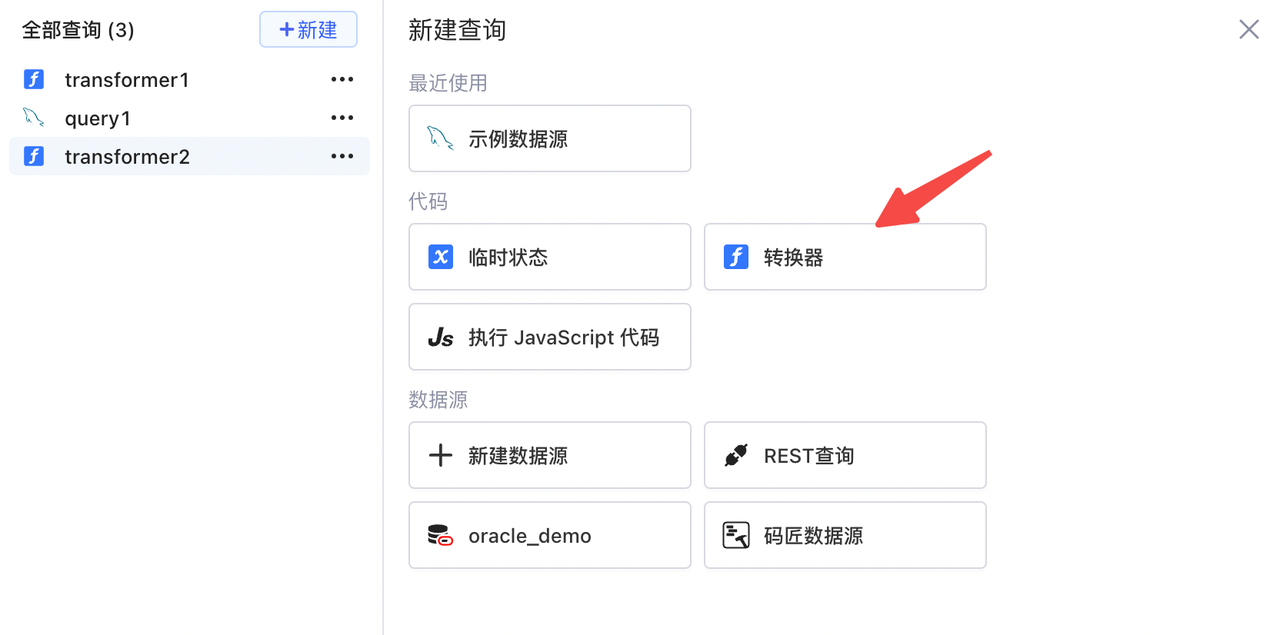 全部查询 (3)
+新建
transformer1
query1
transformer2
新建查询
最近使用
示例数据源
代码
临时状态
转换器
Js 执行 JavaScript 代码
数据源
新建数据源
REST查询
oracle_demo
码匠数据源